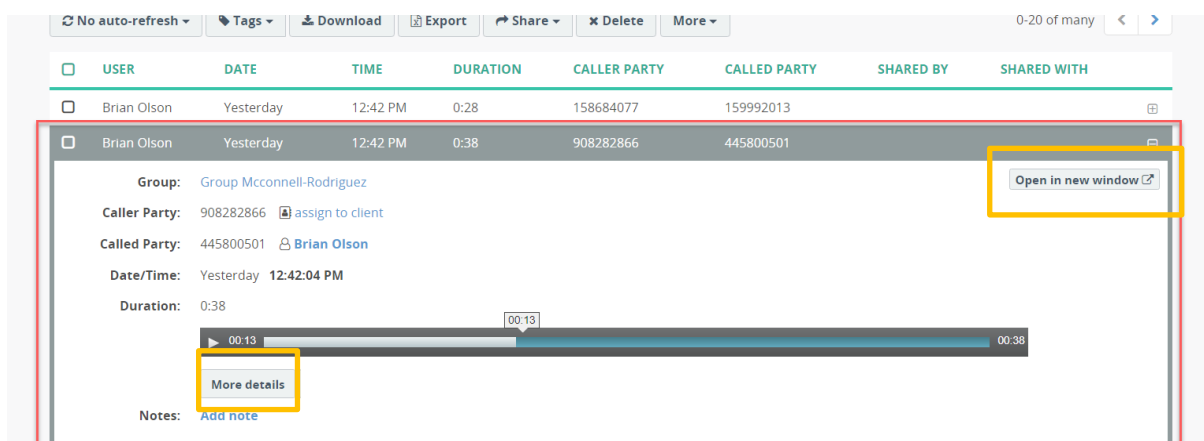 No auto-refresh Tags Download Export Share Delete More 0-20 of many
USER DATE TIME DURATION CALLER PARTY CALLED PARTY SHARED BY SHARED WITH
Brian Olson Yesterday 12:42 PM 0:28 158684077 159992013
Brian Olson Yesterday 12:42 PM 0:38 908282866 445800501
Open in new window
Group: Group Mcconnell-Rodriguez
Caller Party: 908282866 assign to client
Called Party: 445800501 Brian Olson
Date/Time: Yesterday 12:42:04 PM
Duration: 0:38
00:13
00:13 00:38
More details
Notes: Add note